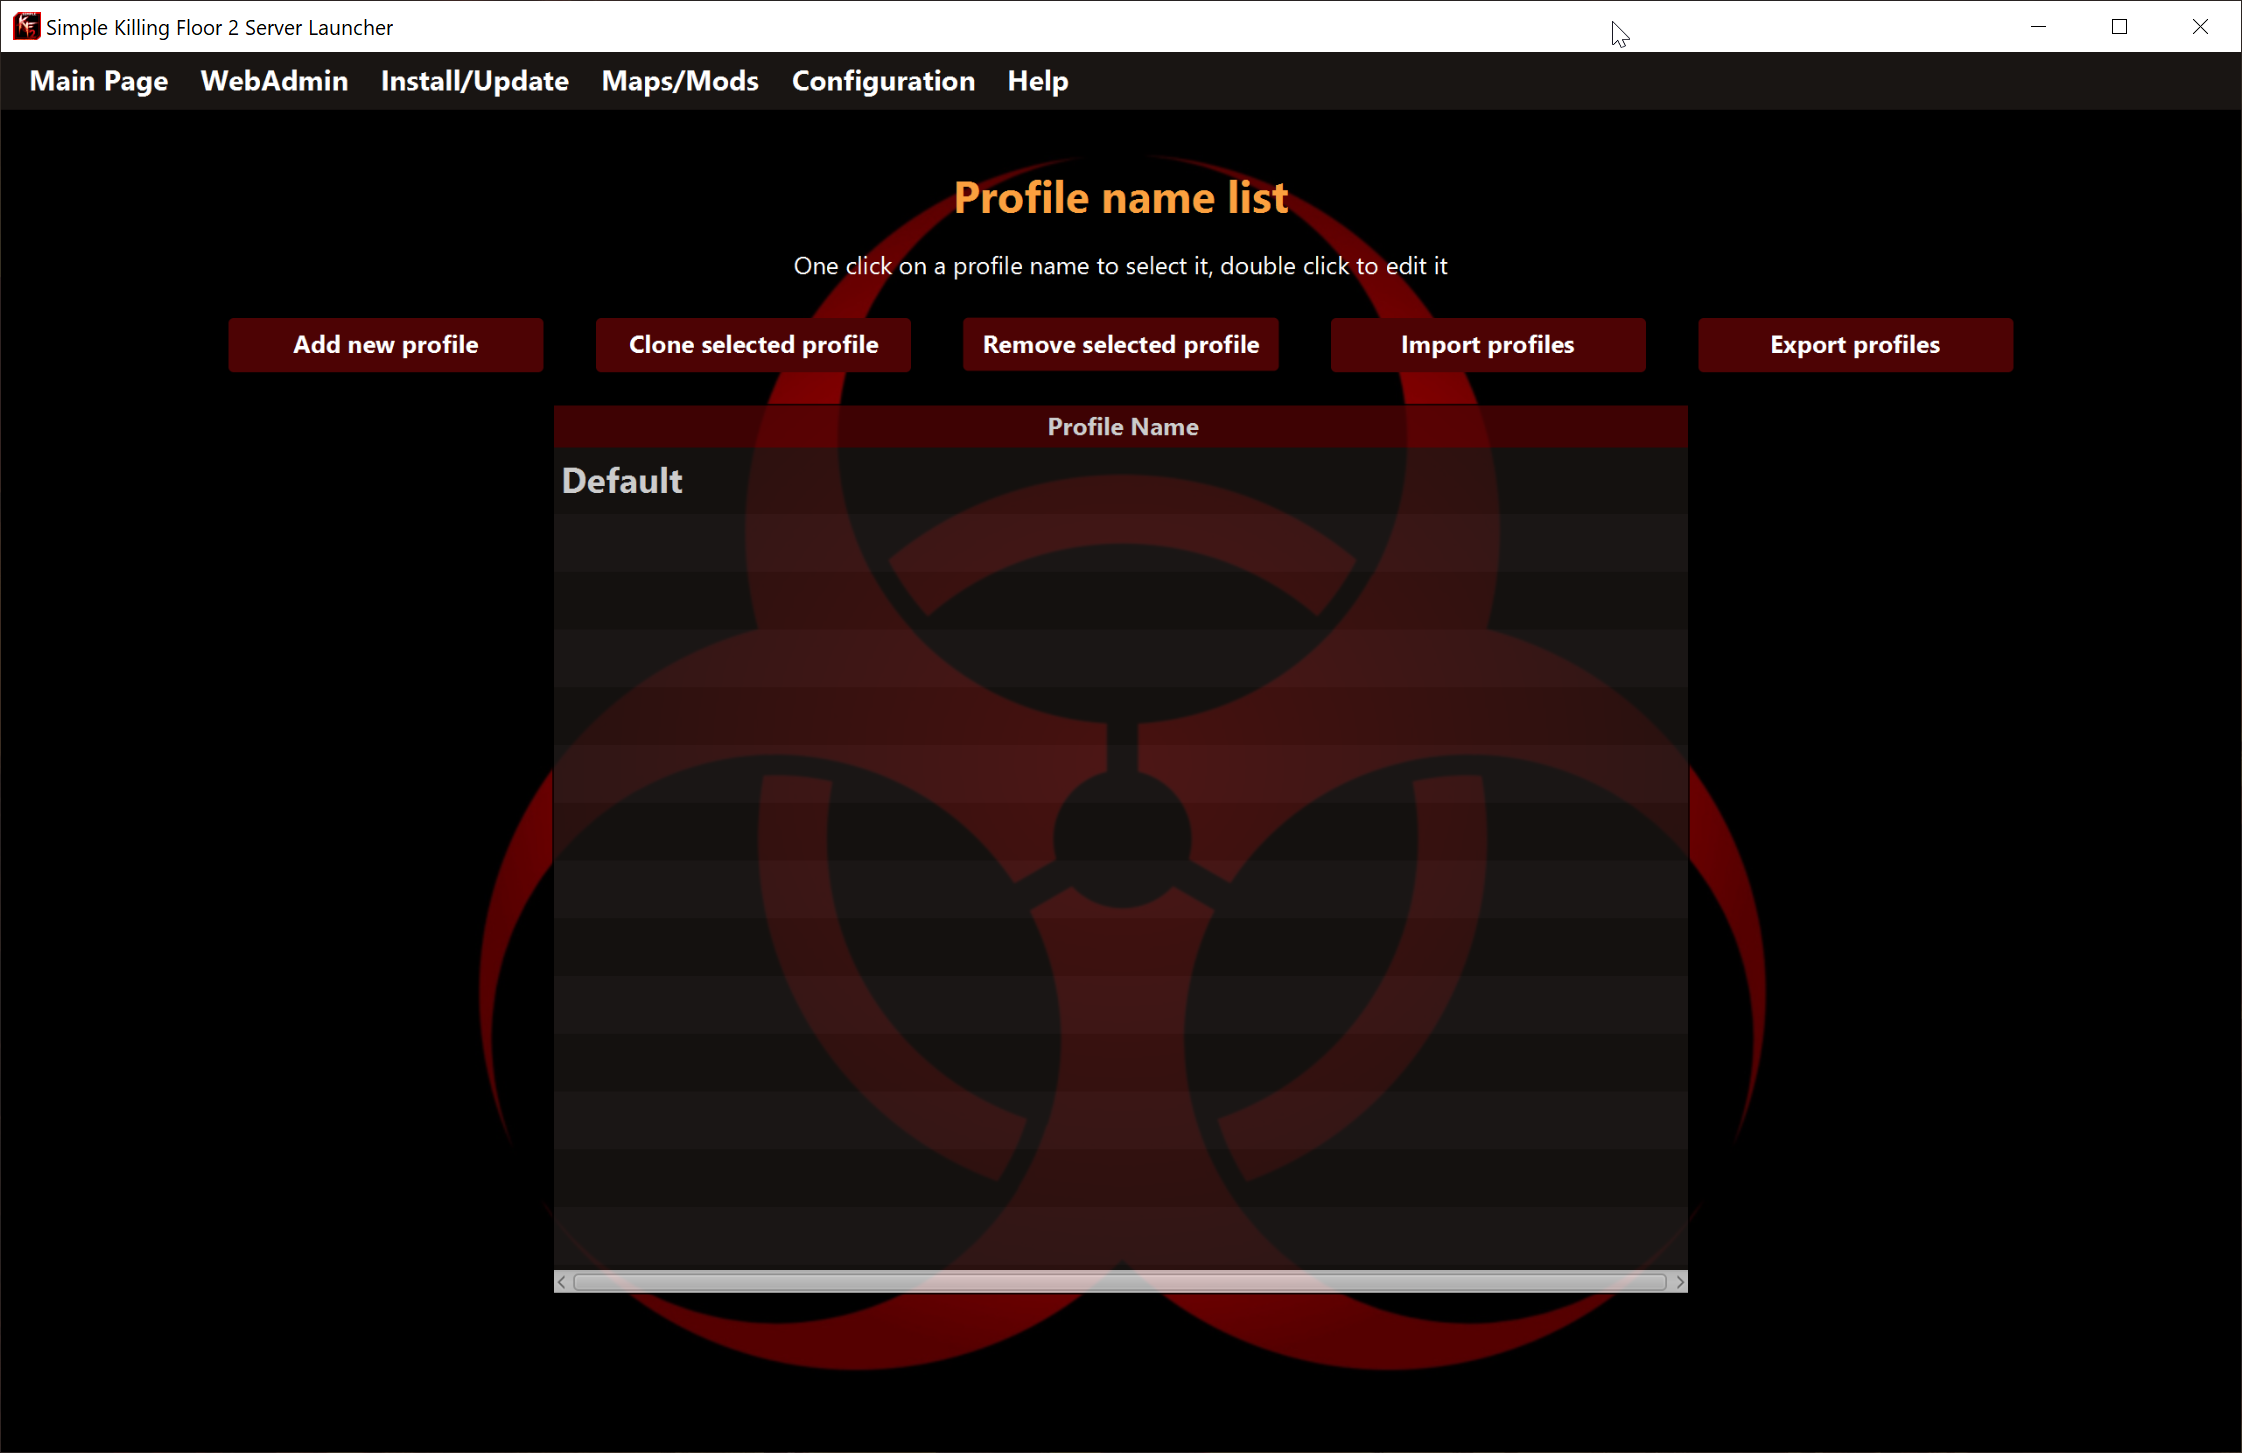 Simple Killing Floor 2 Server Launcher
Main Page WebAdmin Install/Update Maps/Mods Configuration Help
Profile name list
One click on a profile name to select it, double click to edit it
Add new profile Clone selected profile Remove selected profile Import profiles Export profiles
Profile Name
Default